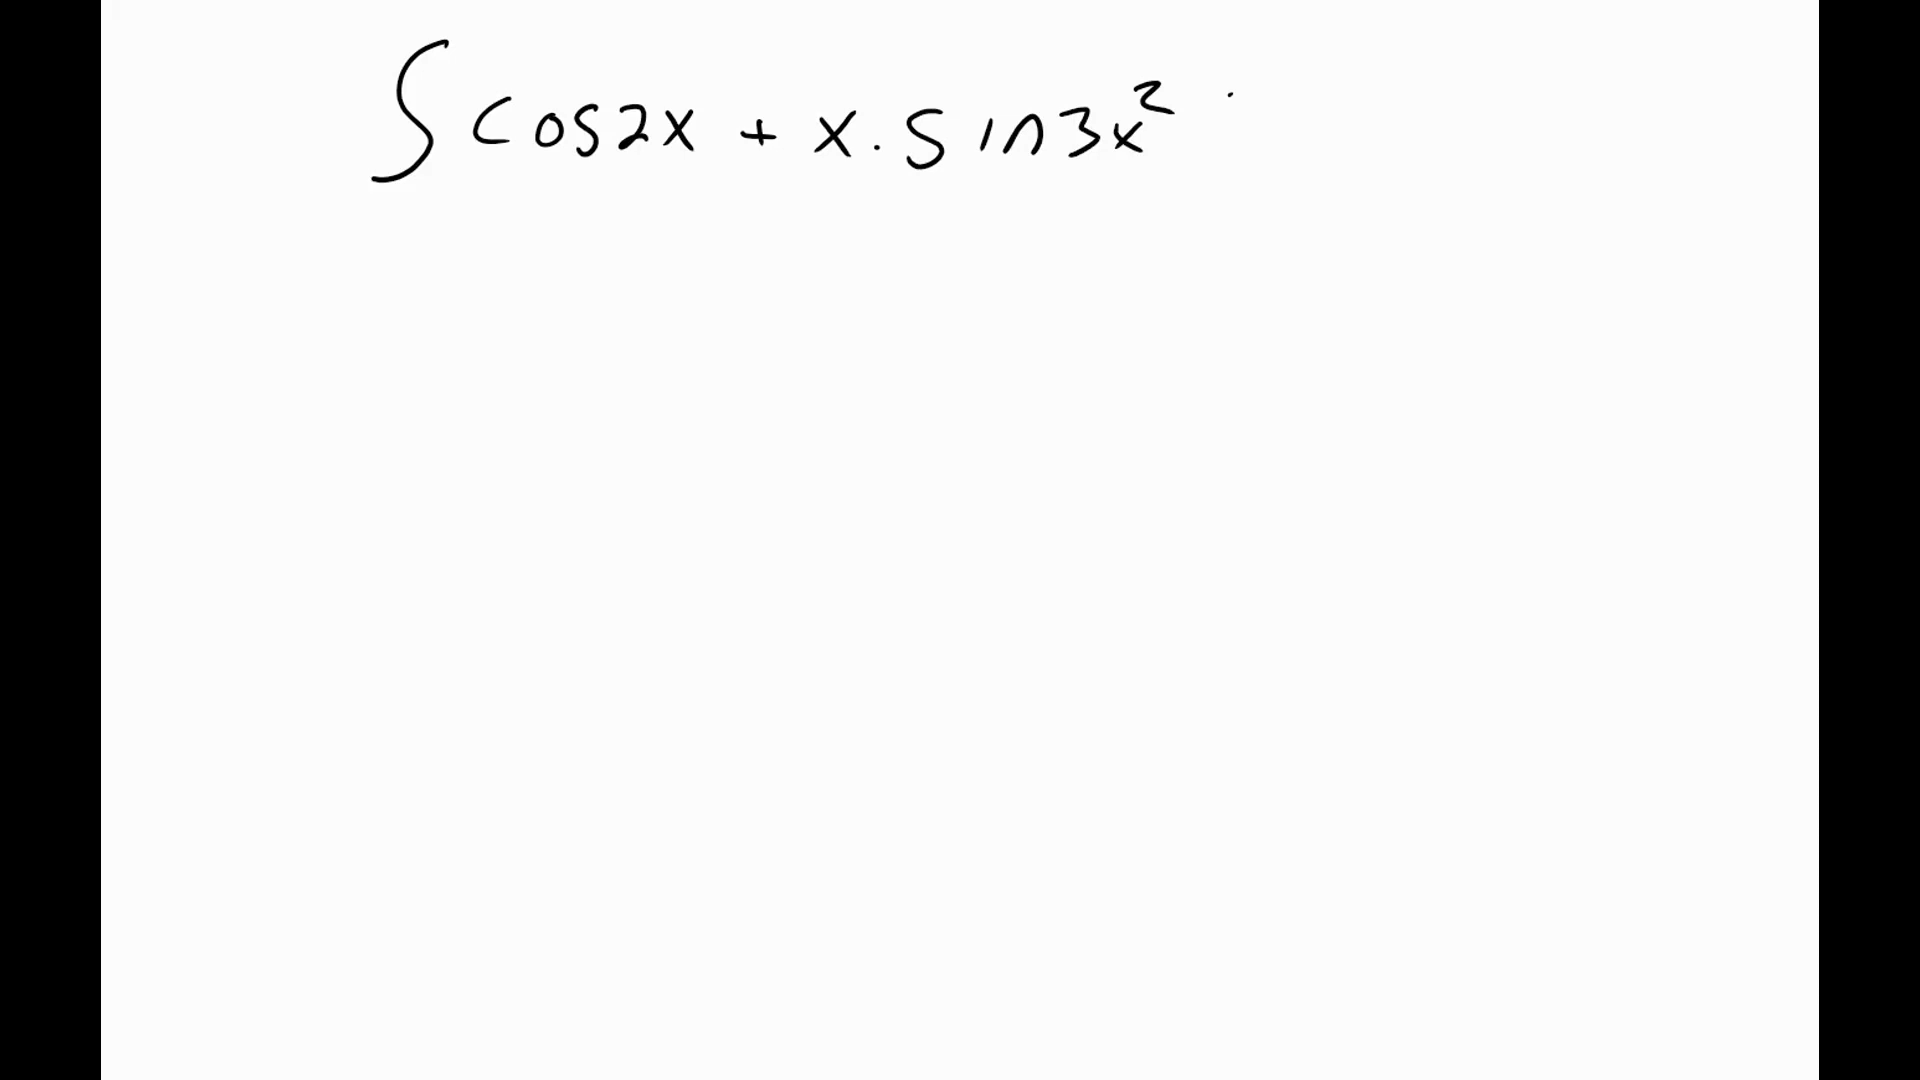 ∫ cos2x + x · sin3x²